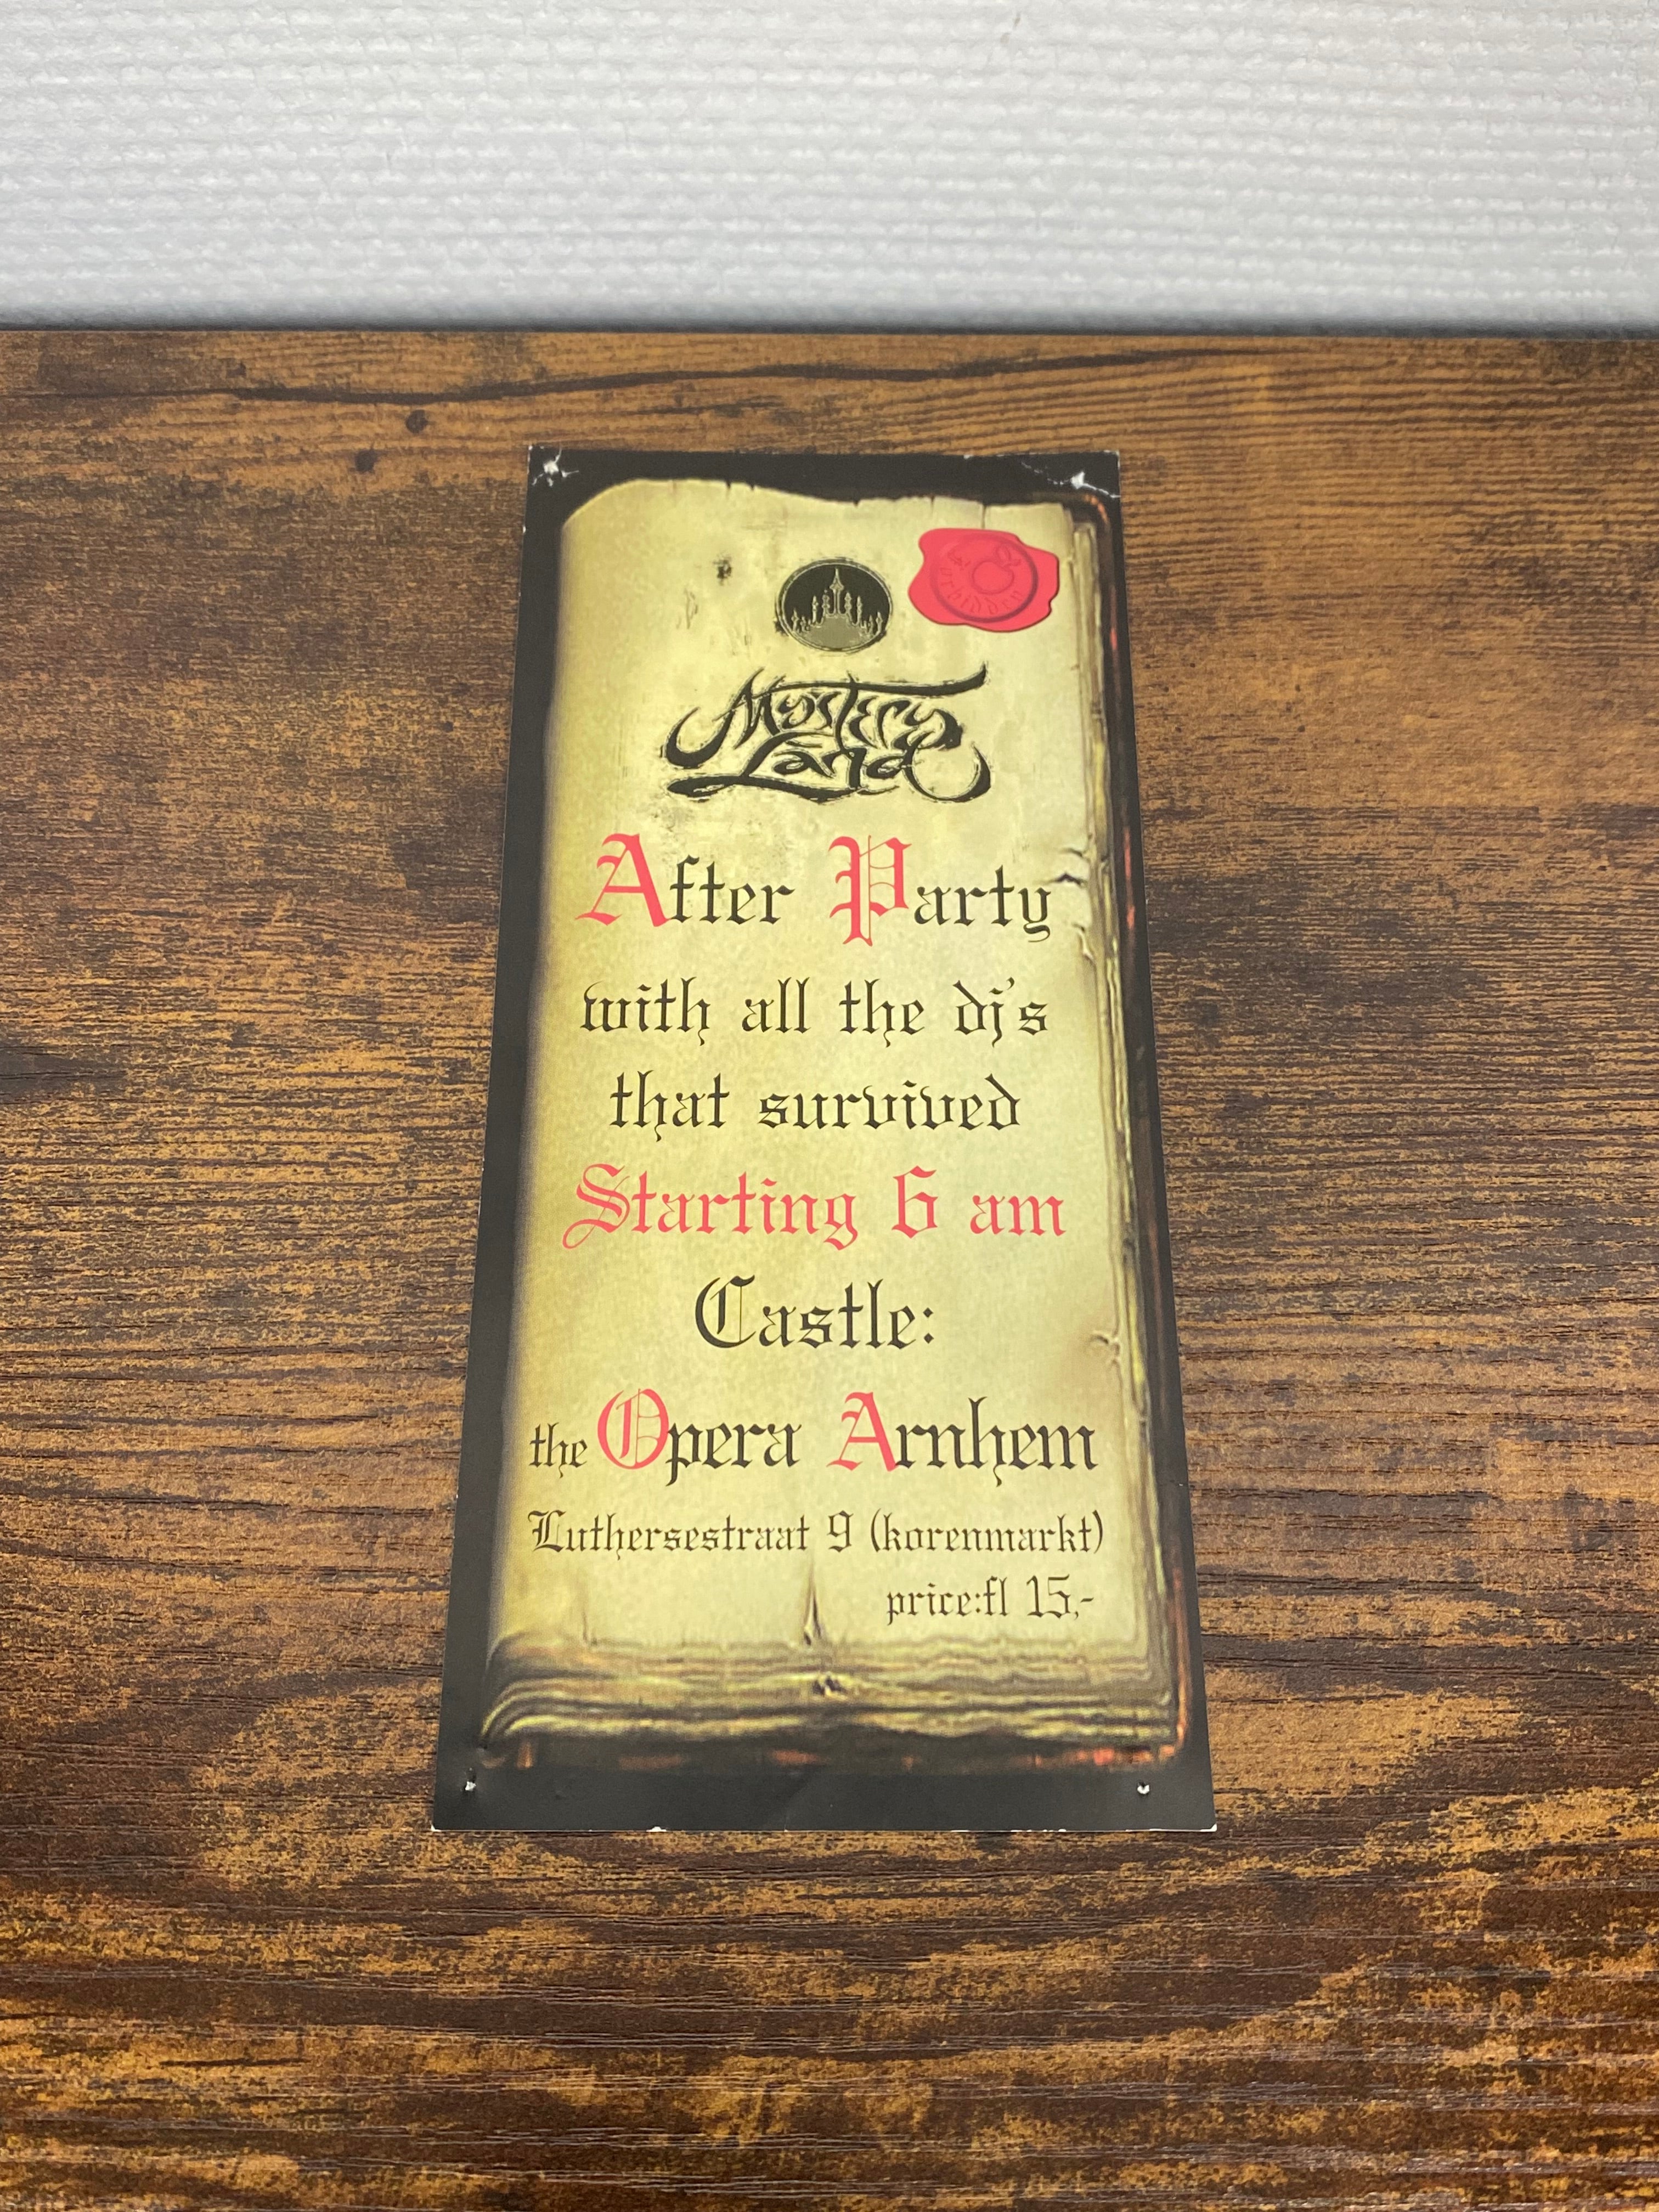 Forbidden
Mystery
Land
After Party
with all the dj's
that survived
Starting 6 am
Castle:
the Opera Arnhem
Luthersestraat 9 (korenmarkt)
price:fl 15,-